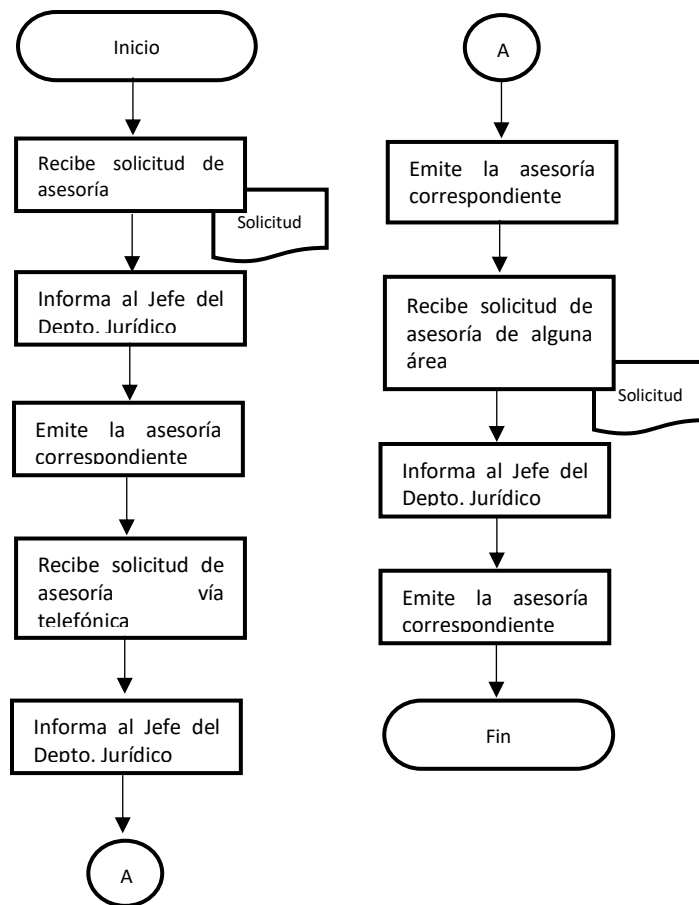 Inicio
Recibe solicitud de
asesoría
Solicitud
Informa al Jefe del
Depto. Jurídico
Emite la asesoría
correspondiente
Recibe solicitud de
asesoría vía
telefónica
Informa al Jefe del
Depto. Jurídico
A
A
Emite la asesoría
correspondiente
Recibe solicitud de
asesoría de alguna
área
Solicitud
Informa al Jefe del
Depto. Jurídico
Emite la asesoría
correspondiente
Fin